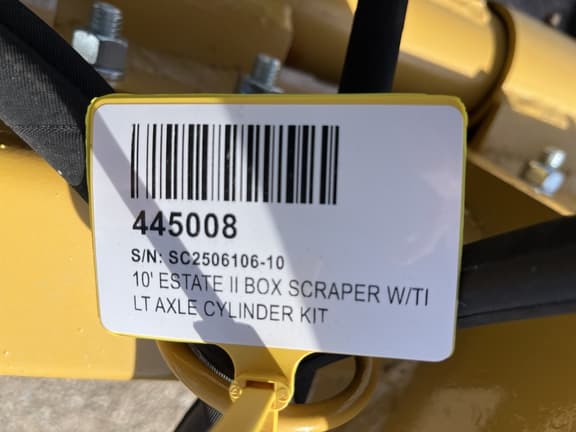 445008
S/N: SC2506106-10
10' ESTATE II BOX SCRAPER W/TI
LT AXLE CYLINDER KIT